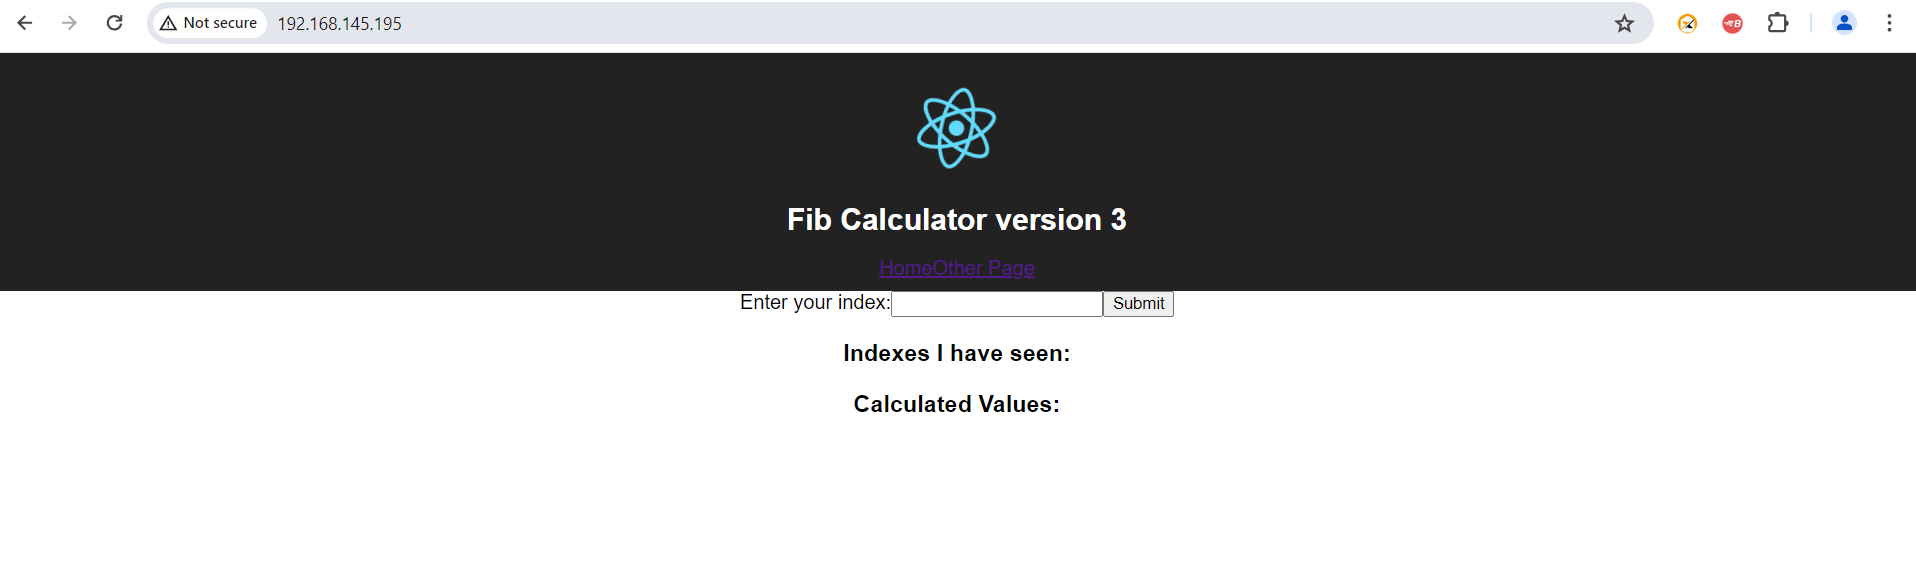 Not secure 192.168.145.195
Fib Calculator version 3
HomeOther Page
Enter your index: Submit
Indexes I have seen:
Calculated Values: